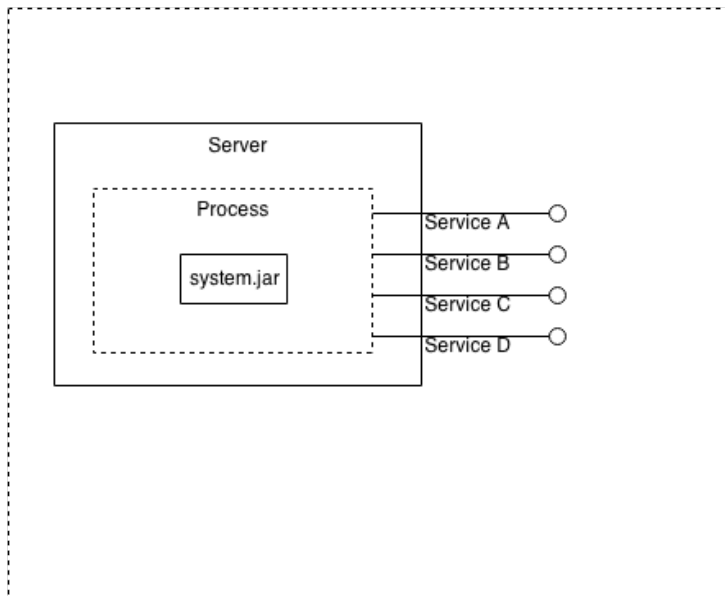 Server
Process
system.jar
Service A
Service B
Service C
Service D